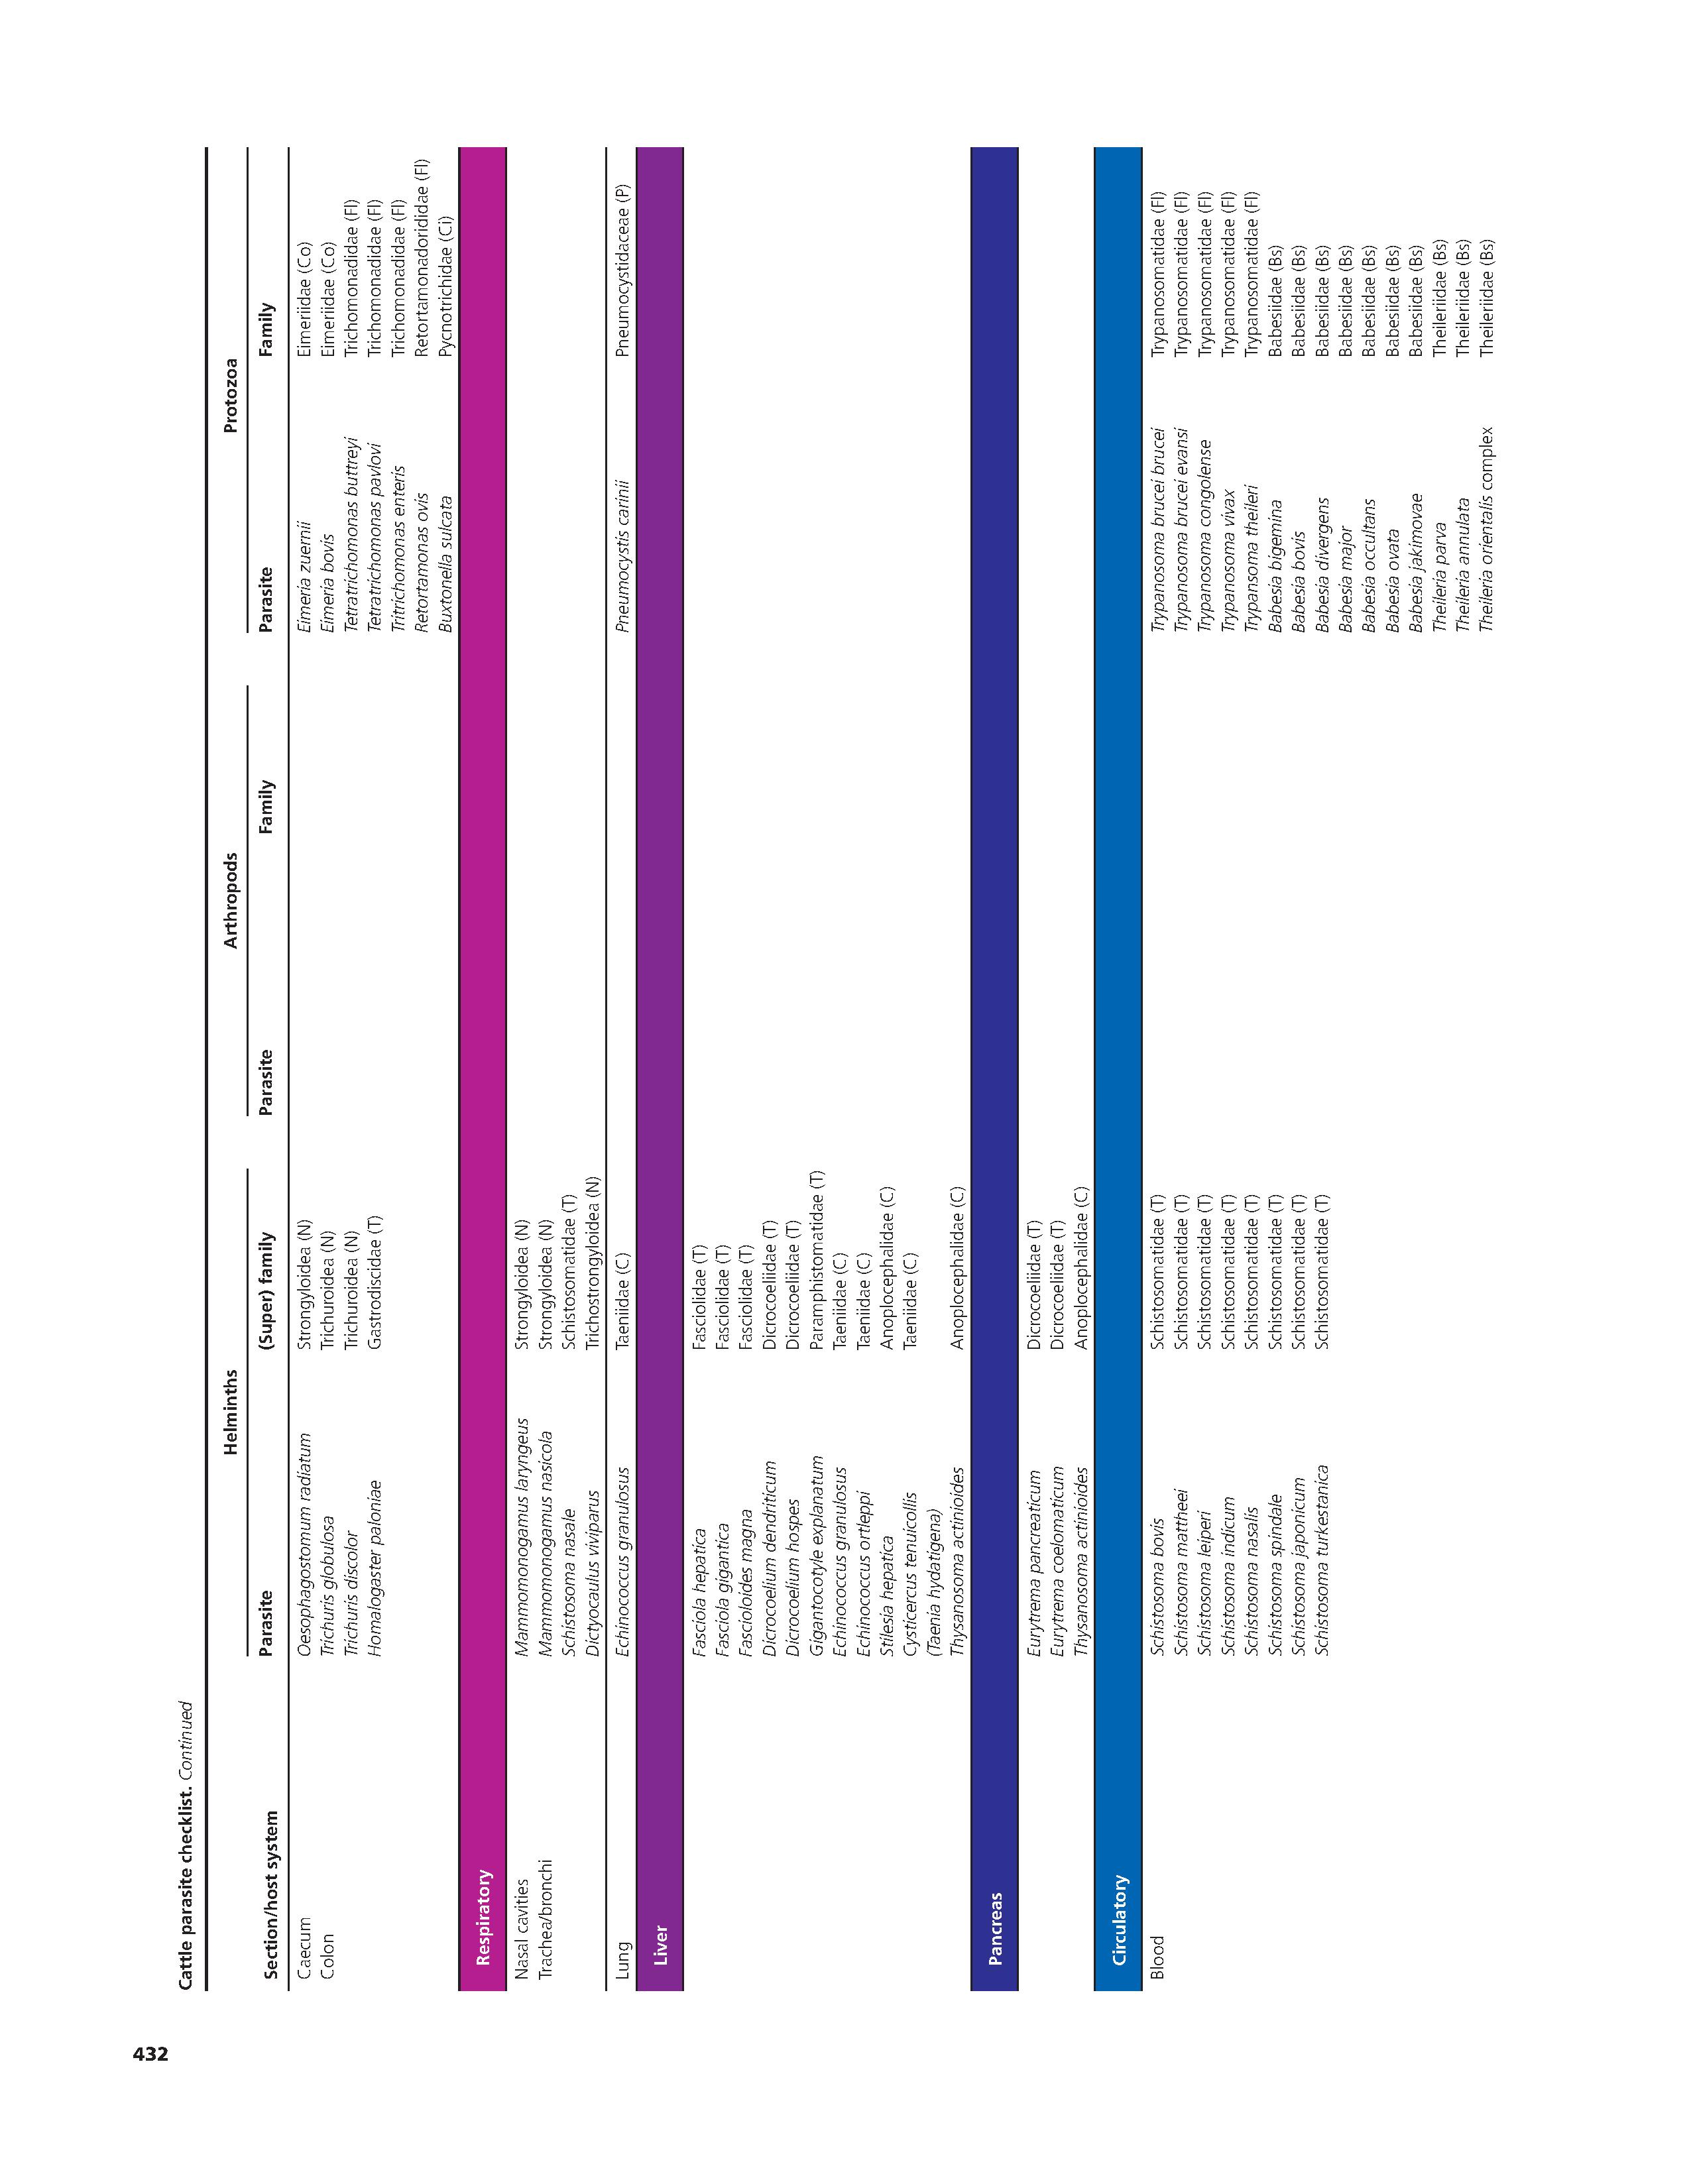 432
Cattle parasite checklist. Continued
Helminths Arthropods Protozoa
Section/host system Parasite (Super) family Parasite Family Parasite Family
Caecum Oesophagostomum radiatum Strongyloidea (N) Eimeria zuernii Eimeriidae (Co)
Colon Trichuris globulosa Trichuroidea (N) Eimeria bovis Eimeriidae (Co)
Trichuris discolor Trichuroidea (N) Tetratrichomonas buttreyi Trichomonadidae (Fl)
Homalogaster paloniae Gastrodiscidae (T) Tetratrichomonas pavlovi Trichomonadidae (Fl)
Tritrichomonas enteris Trichomonadidae (Fl)
Retortamonas ovis Retortamonadorididae (Fl)
Buxtonella sulcata Pycnotrichidae (Ci)
Respiratory
Nasal cavities Mammomonogamus laryngeus Strongyloidea (N)
Trachea/bronchi Mammomonogamus nasicola Strongyloidea (N)
Schistosoma nasale Schistosomatidae (T)
Dictyocaulus viviparus Trichostrongyloidea (N)
Lung Echinococcus granulosus Taeniidae (C) Pneumocystis carinii Pneumocystidaceae (P)
Liver
Fasciola hepatica Fasciolidae (T)
Fasciola gigantica Fasciolidae (T)
Fascioloides magna Fasciolidae (T)
Dicrocoelium dendriticum Dicrocoeliidae (T)
Dicrocoelium hospes Dicrocoeliidae (T)
Gigantocotyle explanatum Paramphistomatidae (T)
Echinococcus granulosus Taeniidae (C)
Echinococcus ortleppi Taeniidae (C)
Stilesia hepatica Anoplocephalidae (C)
Cysticercus tenuicollis Taeniidae (C)
(Taenia hydatigena)
Thysanosoma actinioides Anoplocephalidae (C)
Pancreas
Eurytrema pancreaticum Dicrocoeliidae (T)
Eurytrema coelomaticum Dicrocoeliidae (T)
Thysanosoma actinioides Anoplocephalidae (C)
Circulatory
Blood Schistosoma bovis Schistosomatidae (T) Trypanosoma brucei brucei Trypanosomatidae (Fl)
Schistosoma mattheei Schistosomatidae (T) Trypanosoma brucei evansi Trypanosomatidae (Fl)
Schistosoma leiperi Schistosomatidae (T) Trypanosoma congolense Trypanosomatidae (Fl)
Schistosoma indicum Schistosomatidae (T) Trypanosoma vivax Trypanosomatidae (Fl)
Schistosoma nasalis Schistosomatidae (T) Trypansoma theileri Trypanosomatidae (Fl)
Schistosoma spindale Schistosomatidae (T) Babesia bigemina Babesiidae (Bs)
Schistosoma japonicum Schistosomatidae (T) Babesia bovis Babesiidae (Bs)
Schistosoma turkestanica Schistosomatidae (T) Babesia divergens Babesiidae (Bs)
Babesia major Babesiidae (Bs)
Babesia occultans Babesiidae (Bs)
Babesia ovata Babesiidae (Bs)
Babesia jakimovae Babesiidae (Bs)
Theileria parva Theileriidae (Bs)
Theileria annulata Theileriidae (Bs)
Theileria orientalis complex Theileriidae (Bs)